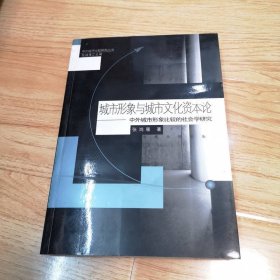 城市形象与城市文化资本论
中外城市形象比较的社会学研究
张鸿雁 著